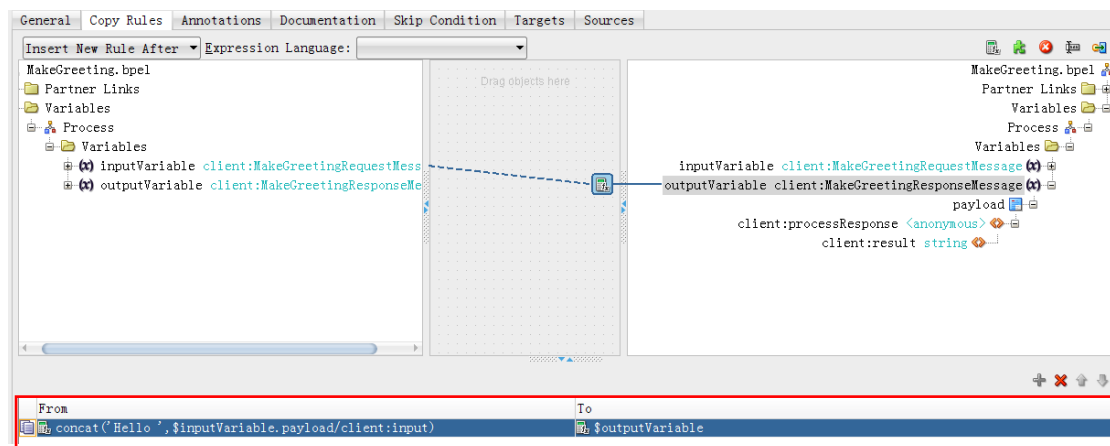 General Copy Rules Annotations Documentation Skip Condition Targets Sources
Insert New Rule After Expression Language:
MakeGreeting.bpel
Partner Links
Variables
Process
Variables
(x) inputVariable client:MakeGreetingRequestMess
(x) outputVariable client:MakeGreetingResponseMe
Drag objects here
MakeGreeting.bpel
Partner Links
Variables
Process
Variables
inputVariable client:MakeGreetingRequestMessage (x)
outputVariable client:MakeGreetingResponseMessage (x)
payload
client:processResponse <anonymous>
client:result string
From To
concat('Hello ',$inputVariable.payload/client:input) $outputVariable